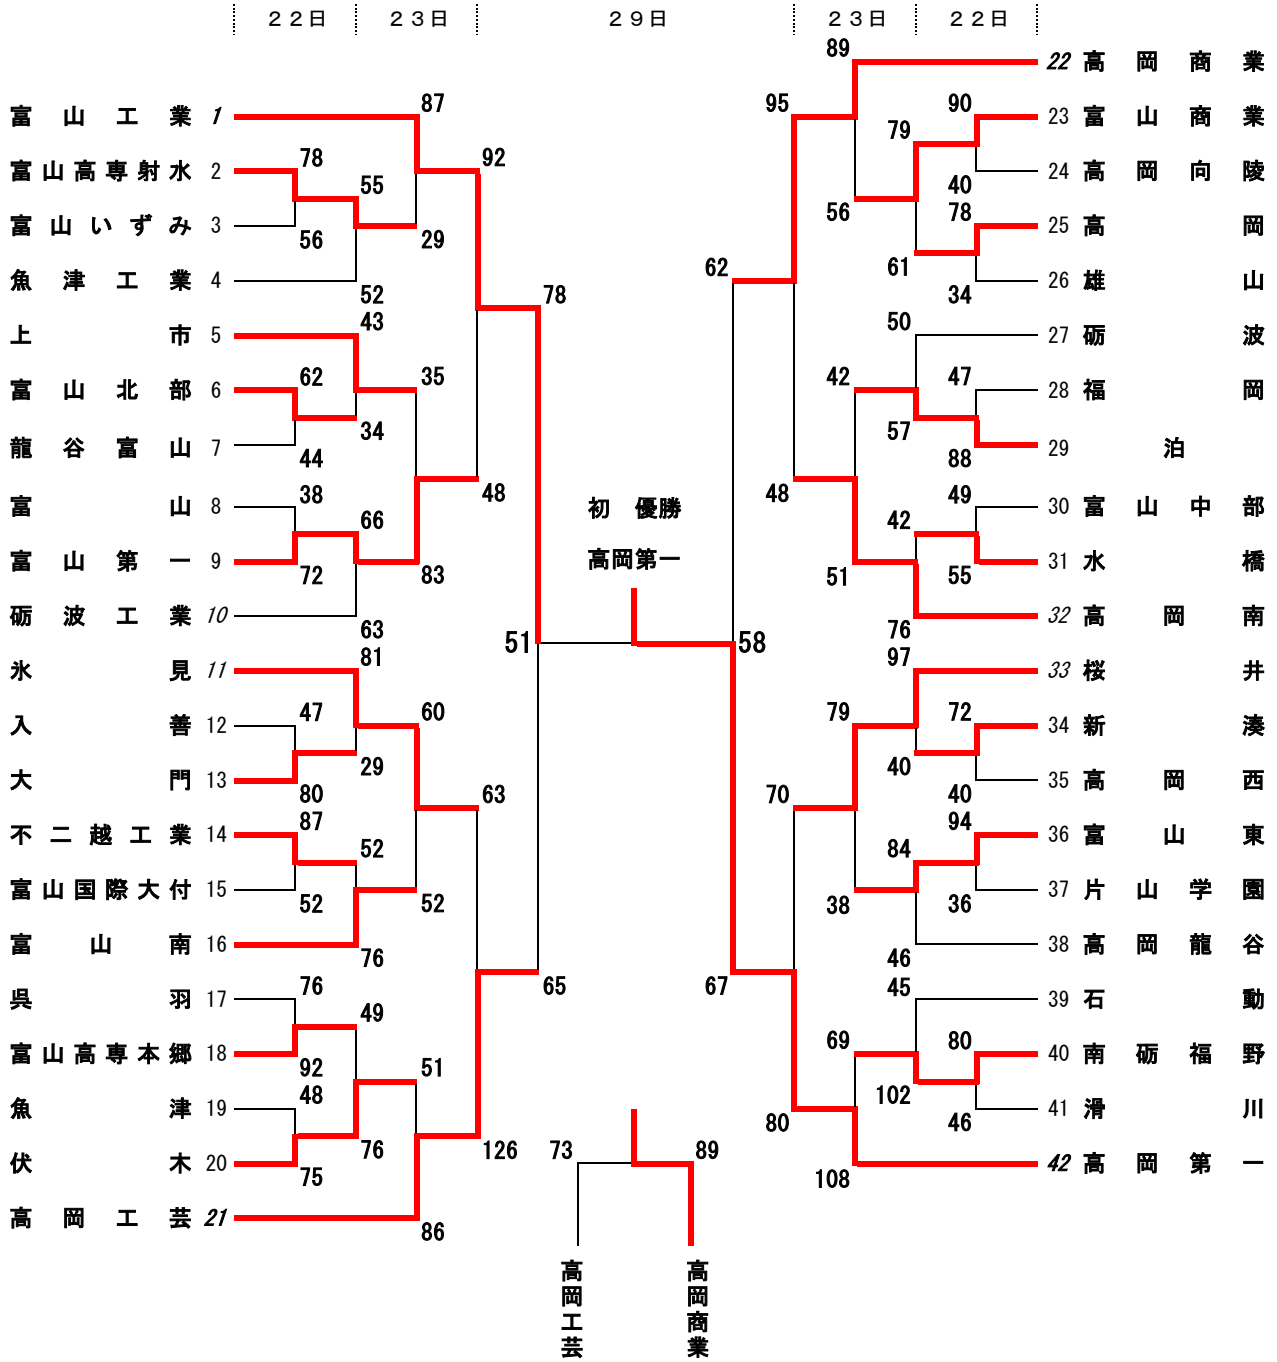 ２２日 ２３日 ２９日 ２３日 ２２日
富山工業 1
富山高専射水 2
富山いずみ 3
魚津工業 4
上市 5
富山北部 6
龍谷富山 7
富山 8
富山第一 9
砺波工業 10
氷見 11
入善 12
大門 13
不二越工業 14
富山国際大付 15
富山南 16
呉羽 17
富山高専本郷 18
魚津 19
伏木 20
高岡工芸 21
78
56
62
44
38
72
47
80
87
52
76
92
48
75
55
52
43
34
66
63
81
29
52
76
49
76
87
29
35
83
60
52
51
86
92
48
63
126
78
65
51
初 優勝
高岡第一
58
62
67
95
48
70
80
89
56
42
51
79
38
69
108
79
61
50
57
42
76
97
40
84
46
45
102
90
40
78
34
47
88
49
55
72
40
94
36
80
46
22 高岡商業
23 富山商業
24 高岡向陵
25 高岡
26 雄山
27 砺波
28 福岡
29 泊
30 富山中部
31 水橋
32 高岡南
33 桜井
34 新湊
35 高岡西
36 富山東
37 片山学園
38 高岡龍谷
39 石動
40 南砺福野
41 滑川
42 高岡第一
73 89
高岡工芸
高岡商業